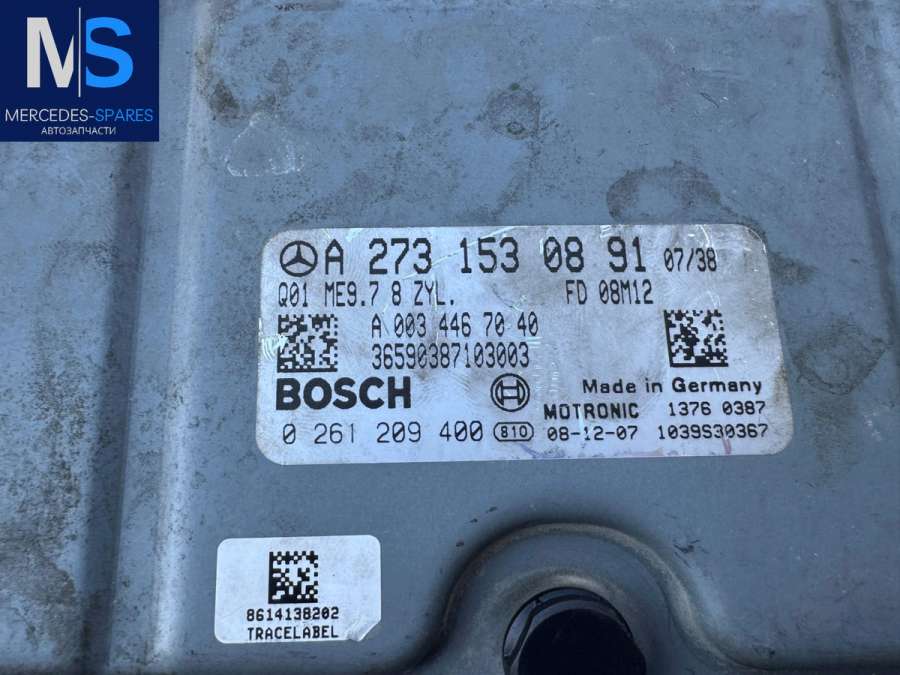 MS
MERCEDES-SPARES
АВТОЗАПЧАСТИ
A 273 153 08 91 07/38
Q01 ME9.7 8 ZYL. FD 08M12
A 003 446 70 40
36590387103003
BOSCH
Made in Germany
MOTRONIC 1376 0387
0 261 209 400 810 08-12-07 1039S30367
8614138202
TRACELABEL